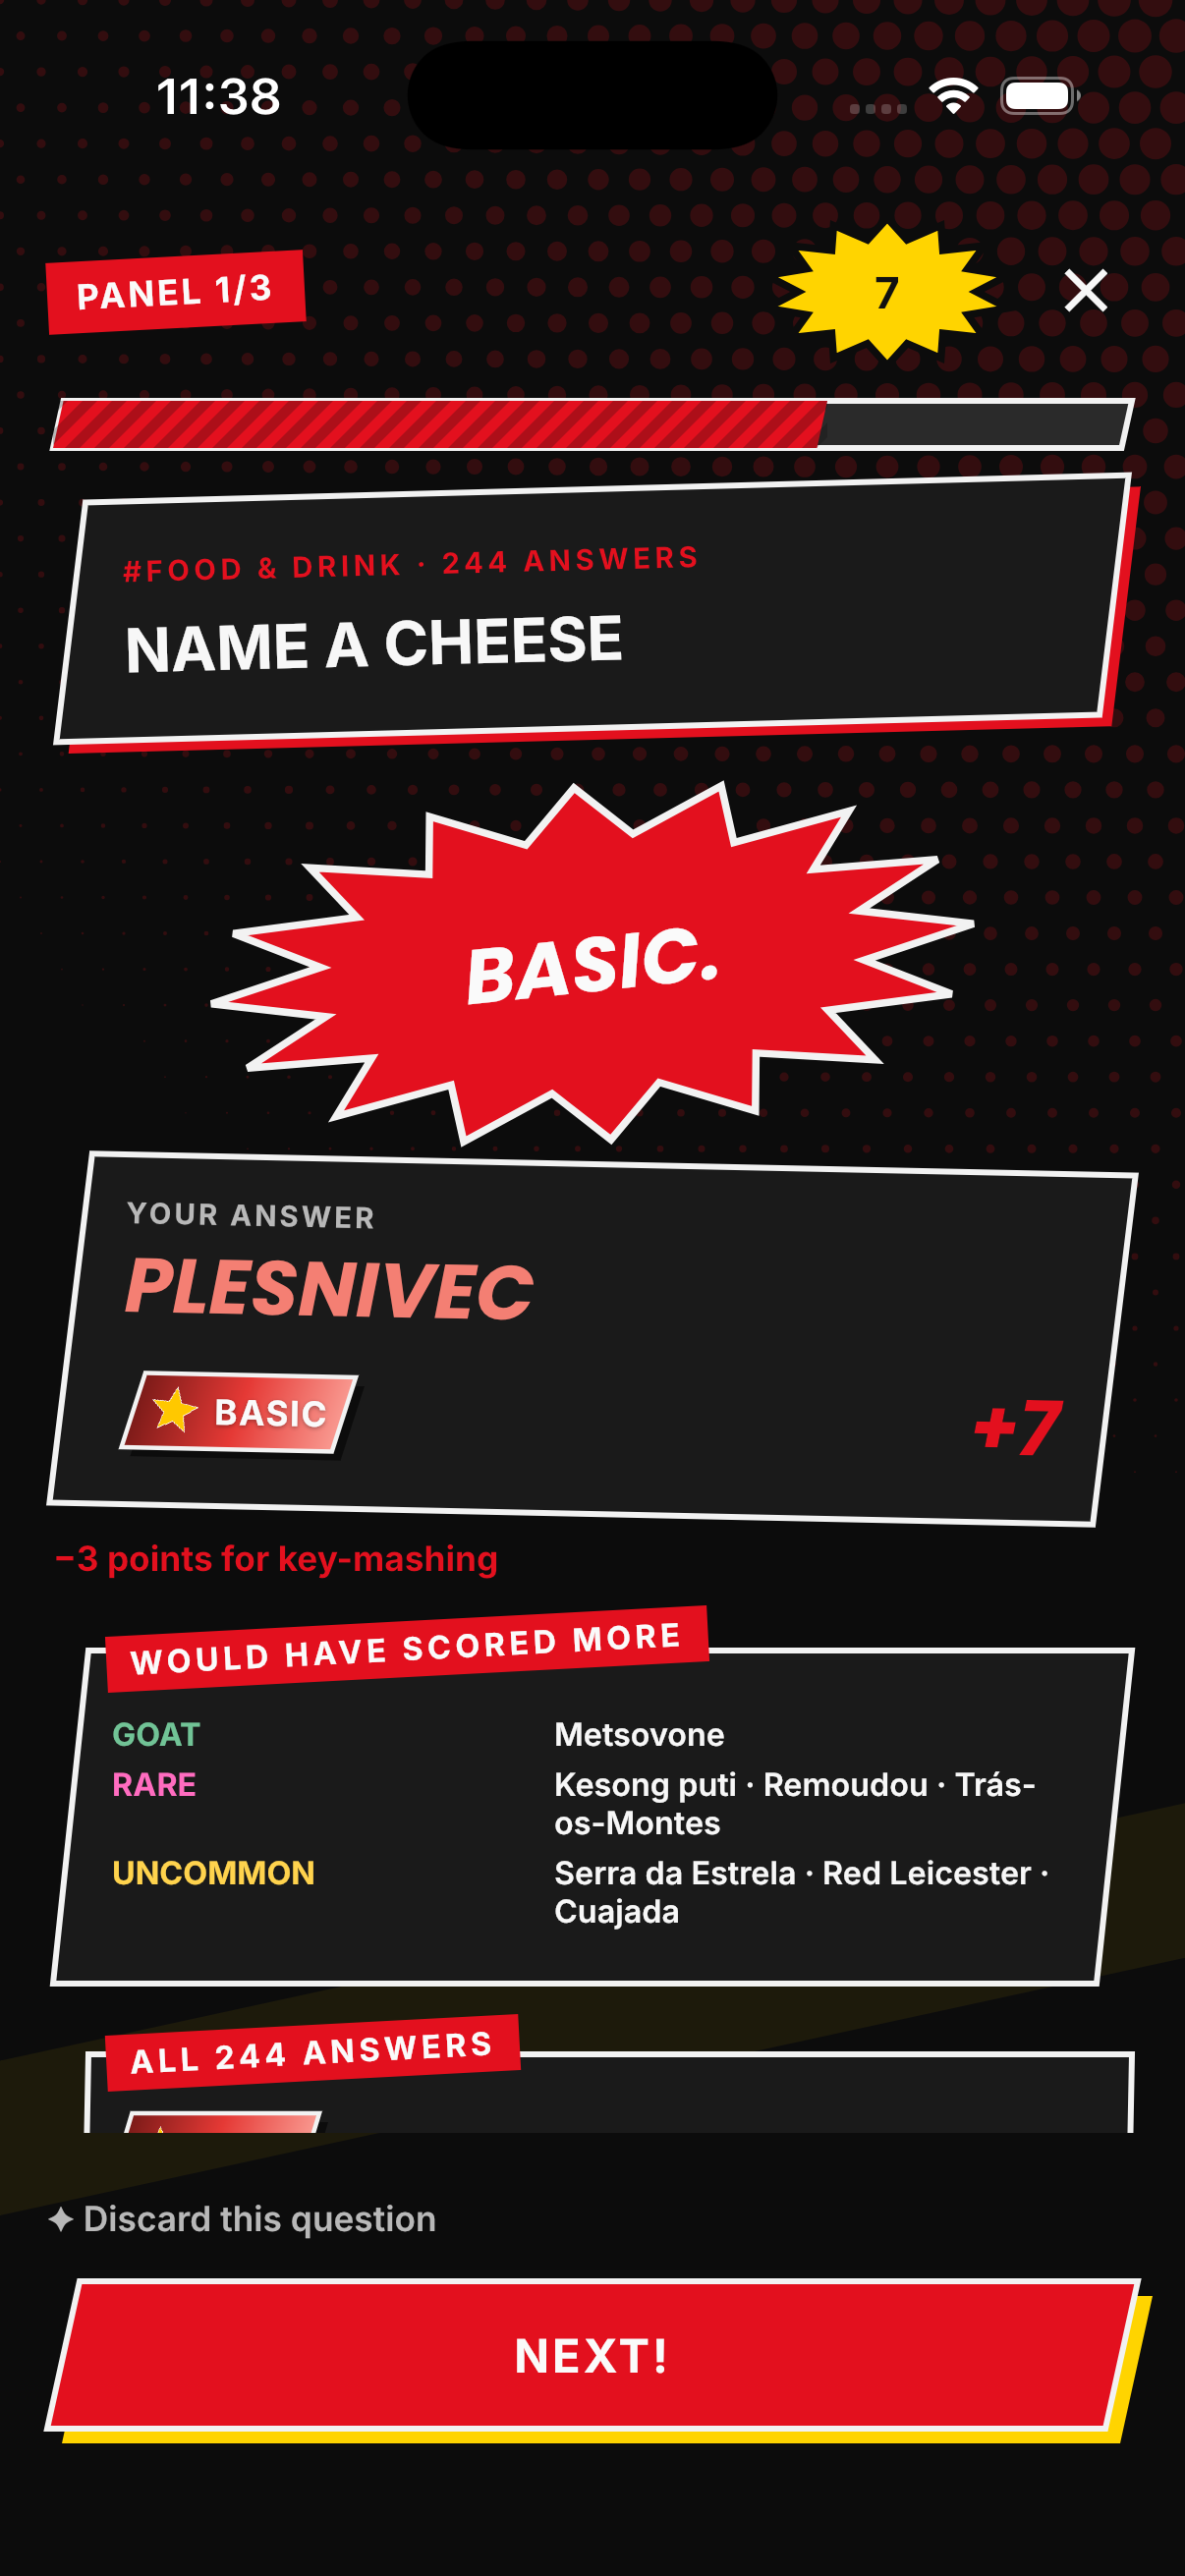 11:38
PANEL 1/3
7
#FOOD & DRINK · 244 ANSWERS
NAME A CHEESE
BASIC.
YOUR ANSWER
PLESNIVEC
BASIC
+7
−3 points for key-mashing
WOULD HAVE SCORED MORE
GOAT Metsovone
RARE Kesong puti · Remoudou · Trás-
os-Montes
UNCOMMON Serra da Estrela · Red Leicester ·
Cuajada
ALL 244 ANSWERS
Discard this question
NEXT!